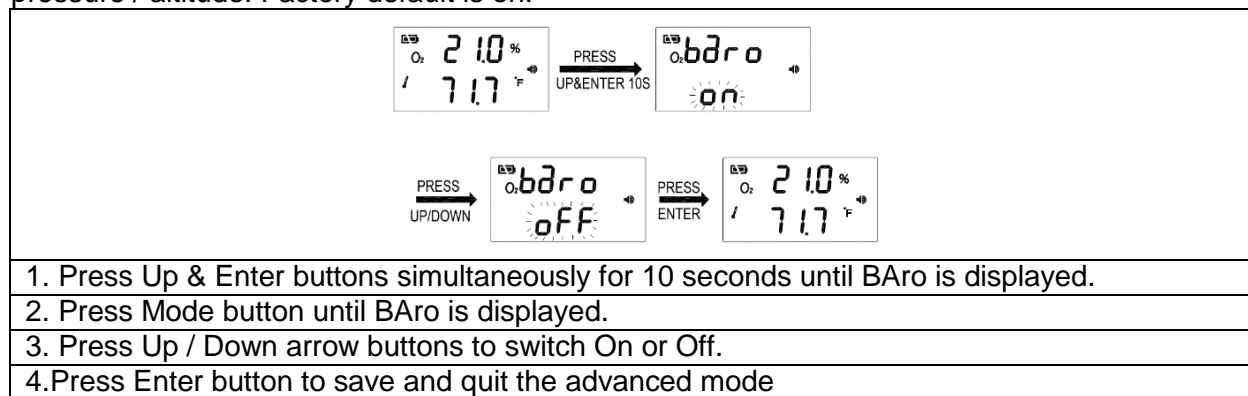 pressure / altitude. Factory default is on.
O₂ 21.0 %
71.7 °F
PRESS
UP&ENTER 10S
O₂ bAro
on
PRESS
UP/DOWN
O₂ bAro
oFF
PRESS
ENTER
O₂ 21.0 %
71.7 °F
1. Press Up & Enter buttons simultaneously for 10 seconds until BAro is displayed.
2. Press Mode button until BAro is displayed.
3. Press Up / Down arrow buttons to switch On or Off.
4.Press Enter button to save and quit the advanced mode